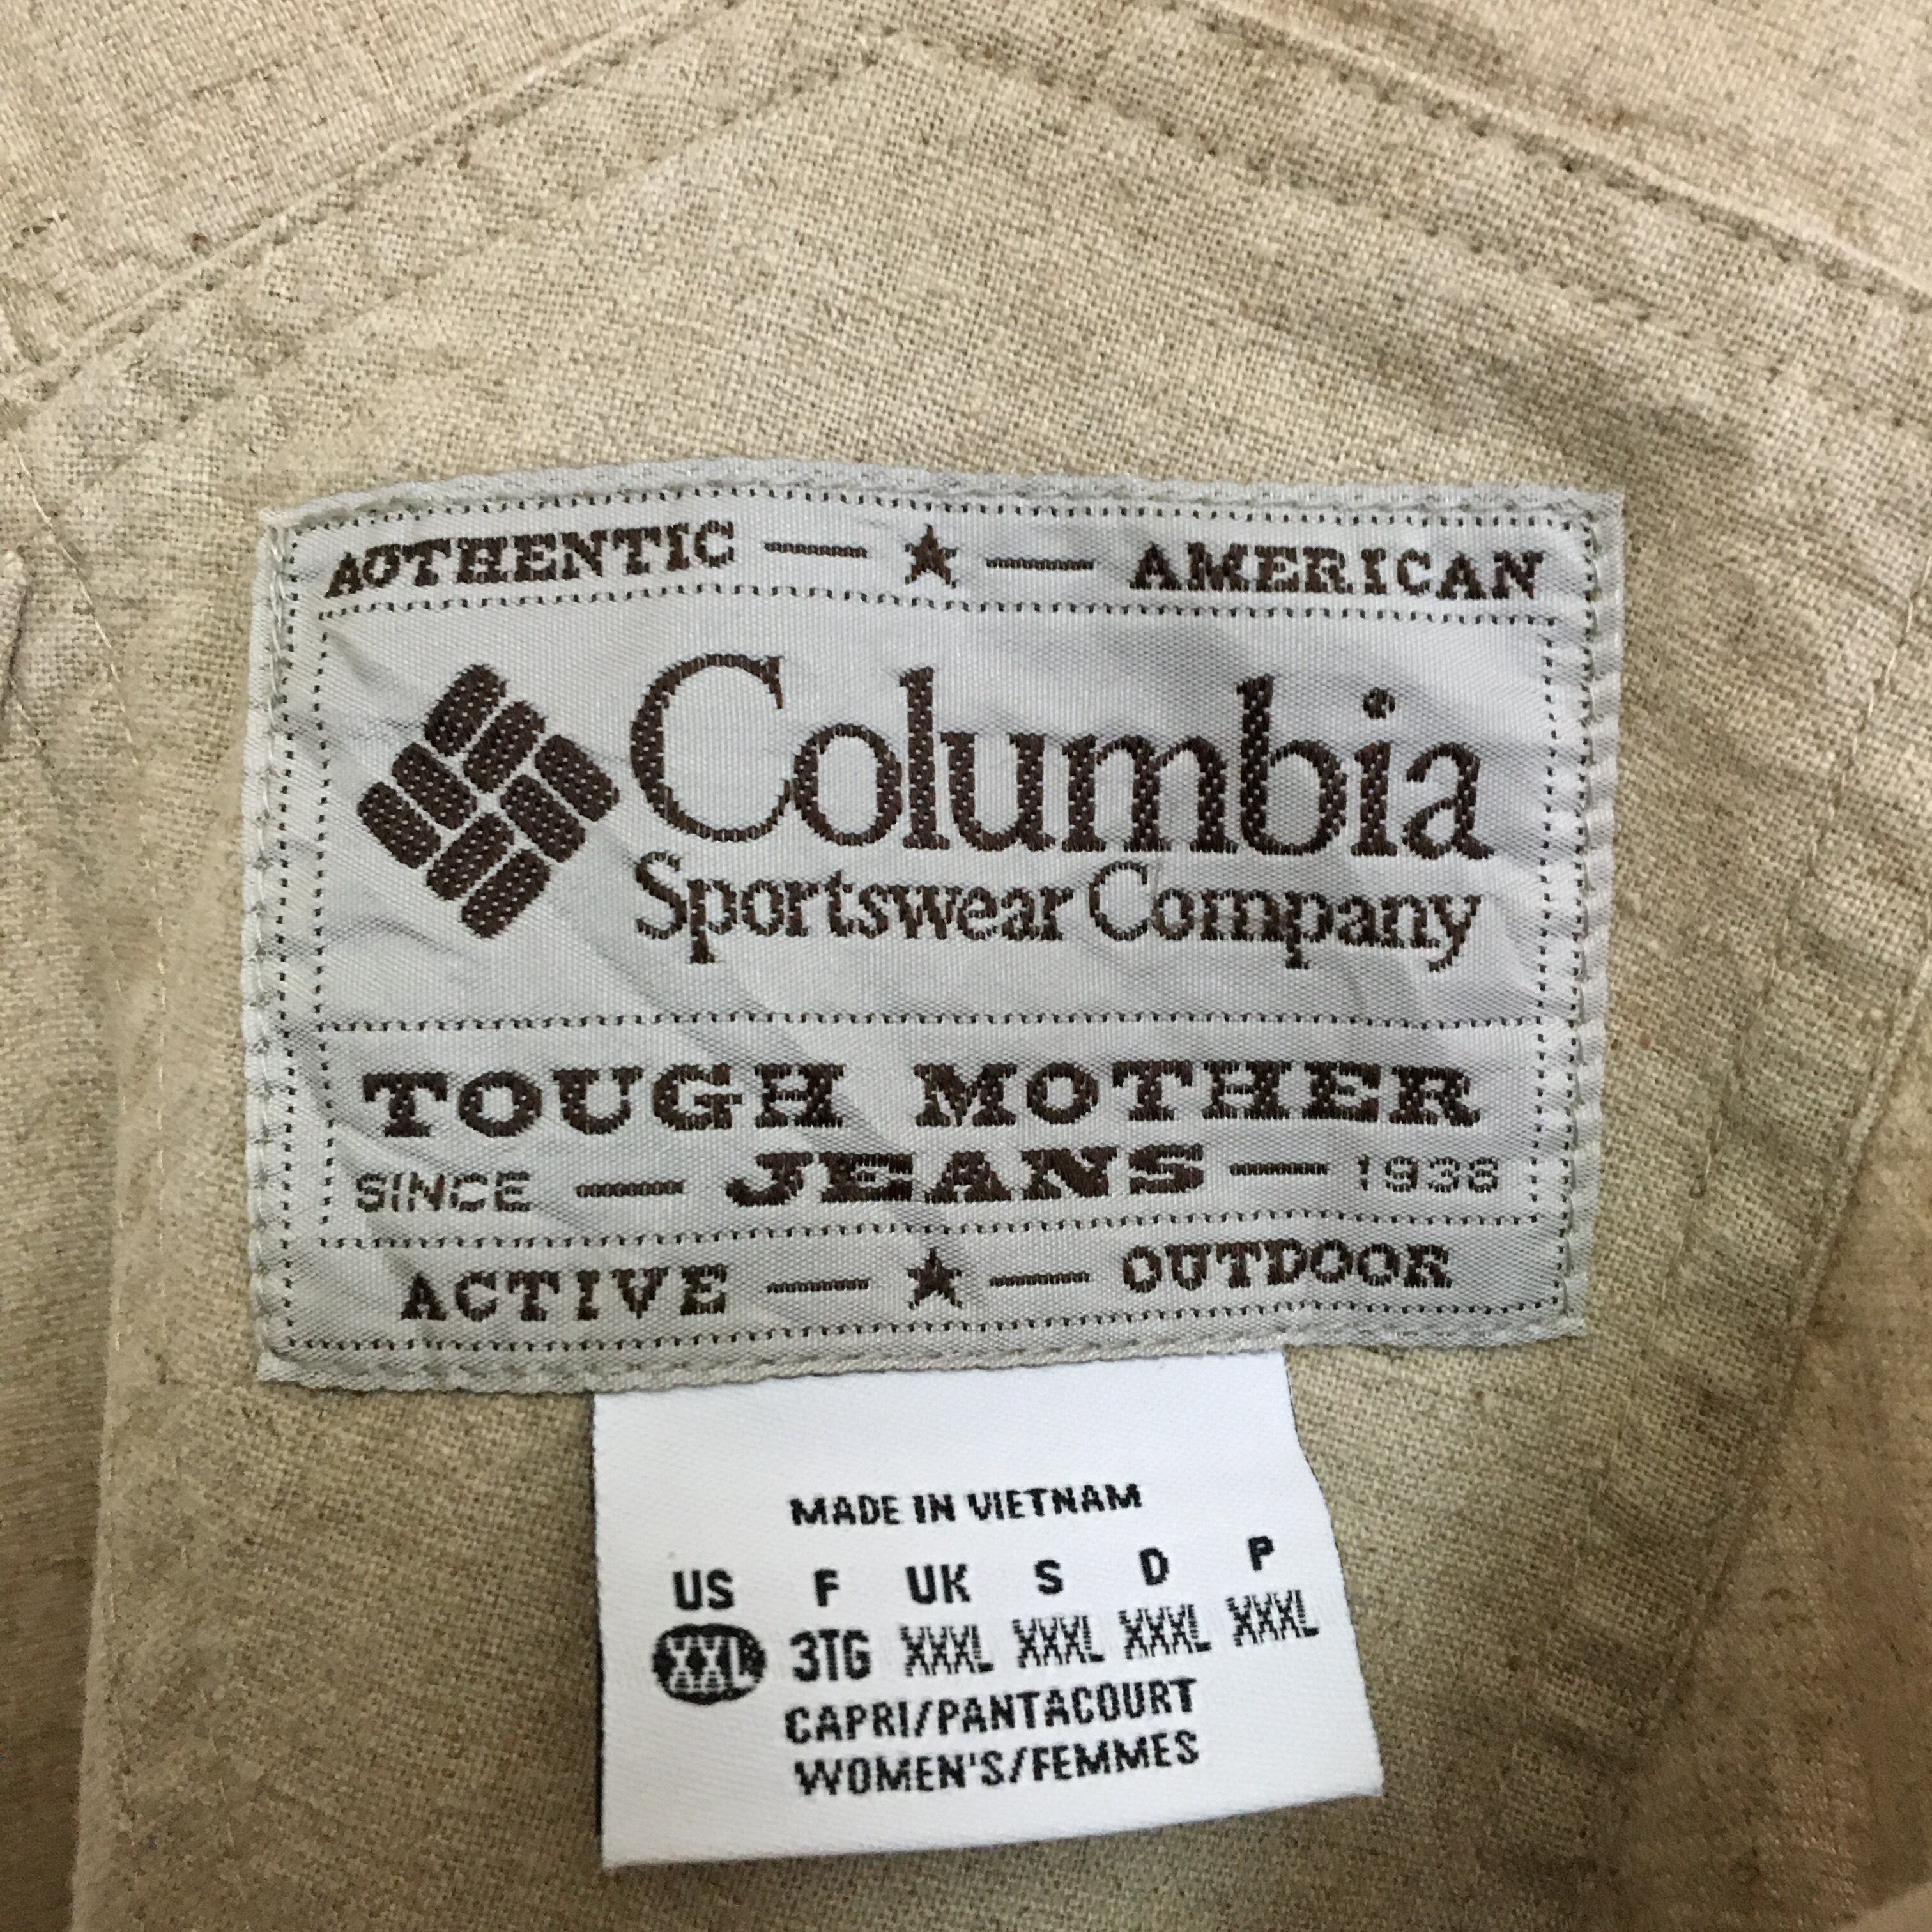 AUTHENTIC — ★ — AMERICAN
Columbia
Sportswear Company
TOUGH MOTHER
SINCE — JEANS — 1938
ACTIVE — ★ — OUTDOOR
MADE IN VIETNAM
US F UK S D P
XXL 3TG XXXL XXXL XXXL XXXL
CAPRI/PANTACOURT
WOMEN'S/FEMMES